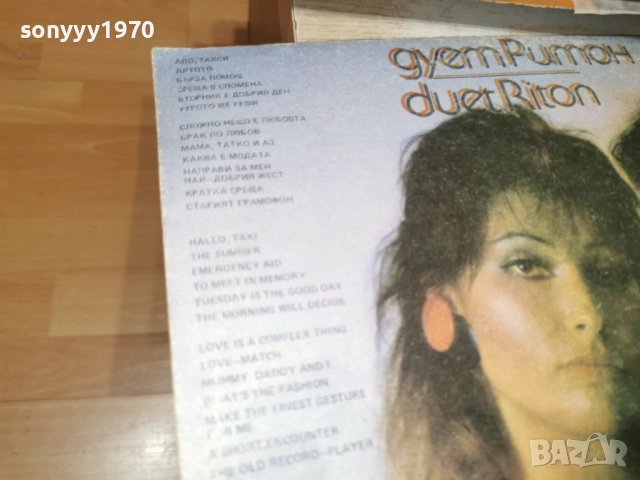 sonyyy1970
дует Ритон
duet Riton
АЛО, ТАКСИ
ЛЯТОТО
БЪРЗА ПОМОЩ
СРЕЩА В СПОМЕНА
ВТОРНИК Е ДОБРИЯ ДЕН
УТРОТО ЩЕ РЕШИ
СЛОЖНО НЕЩО Е ЛЮБОВТА
БРАК ПО ЛЮБОВ
МАМА, ТАТКО И АЗ
КАКВА Е МОДАТА
НАПРАВИ ЗА МЕН
НАЙ-ДОБРИЯ ЖЕСТ
КРАТКА СРЕЩА
СТАРИЯТ ГРАМОФОН
HALLO, TAXI
THE SUMMER
EMERGENCY AID
TO MEET IN MEMORY
TUESDAY IS THE GOOD DAY
THE MORNING WILL DECIDE
LOVE IS A COMPLEX THING
LOVE-MATCH
MUMMY DADDY AND I
WHAT'S THE FASHION
MAKE THE FINEST GESTURE
FOR ME
A SHORT ENCOUNTER
THE OLD RECORD-PLAYER
BAZAR
.bg